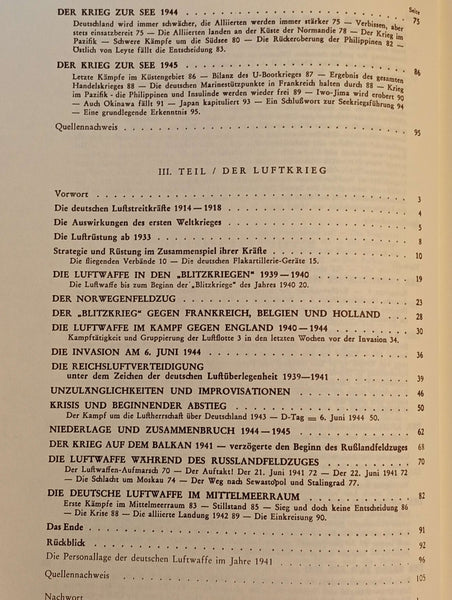 Seite
DER KRIEG ZUR SEE 1944 . . . . . . . . . . . . . . . . 75
Deutschland wird immer schwächer, die Alliierten werden immer stärker 75 — Verbissen, aber
stets einsatzbereit 75 — Die Alliierten landen an der Küste der Normandie 78 — Der Krieg im
Pazifik — Schwere Kämpfe um die Südsee 80 — Die Rückeroberung der Philippinen 82 —
Östlich von Leyte fällt die Entscheidung 83.
DER KRIEG ZUR SEE 1945 . . . . . . . . . . . . . . . . 86
Letzte Kämpfe im Küstengebiet 86 — Bilanz des U-Bootkrieges 87 — Ergebnis des gesamten
Handelskrieges 88 — Die deutschen Marinestützpunkte in Frankreich halten durch 88 — Krieg
im Pazifik - die Philippinen und Insulinde werden wieder frei 89 — Iwo-Jima wird erobert 90
— Auch Okinawa fällt 91 — Japan kapituliert 93 — Ein Schlußwort zur Seekriegsführung 94
— Eine grundlegende Erkenntnis 95.
Quellennachweis . . . . . . . . . . . . . . . . 95
III. TEIL / DER LUFTKRIEG
Vorwort . . . . . . . . . . . . . . . . 3
Die deutschen Luftstreitkräfte 1914—1918 . . . . . . . . . . . . . . . . 4
Die Auswirkungen des ersten Weltkrieges . . . . . . . . . . . . . . . . 5
Die Luftrüstung ab 1933 . . . . . . . . . . . . . . . . 8
Strategie und Rüstung im Zusammenspiel ihrer Kräfte . . . . . . . . . . . . 10
Die fliegenden Verbände 10 — Die deutschen Flakartillerie-Geräte 15.
DIE LUFTWAFFE IN DEN „BLITZKRIEGEN" 1939—1940 . . . . . . . . . . 19
Die Luftwaffe bis zum Beginn der „Blitzkriege" des Jahres 1940 20.
DER NORWEGENFELDZUG . . . . . . . . . . . . . . . . 23
DER „BLITZKRIEG" GEGEN FRANKREICH, BELGIEN UND HOLLAND . . . . 28
DIE LUFTWAFFE IM KAMPF GEGEN ENGLAND 1940—1944 . . . . . . . . 30
Kampftätigkeit und Gruppierung der Luftflotte 3 in den letzten Wochen vor der Invasion 34.
DIE INVASION AM 6. JUNI 1944 . . . . . . . . . . . . . . . . 36
DIE REICHSLUFTVERTEIDIGUNG
unter dem Zeichen der deutschen Luftüberlegenheit 1939—1941 . . . . . . . . 39
UNZULÄNGLICHKEITEN UND IMPROVISATIONEN . . . . . . . . . . . . 46
KRISIS UND BEGINNENDER ABSTIEG . . . . . . . . . . . . . . . . 50
Der Kampf um die Luftherrschaft über Deutschland 1943 — D-Tag = 6. Juni 1944 50.
NIEDERLAGE UND ZUSAMMENBRUCH 1944—1945 . . . . . . . . . . . . 62
DER KRIEG AUF DEM BALKAN 1941 — verzögerte den Beginn des Rußlandfeldzuges 68
DIE LUFTWAFFE WÄHREND DES RUSSLANDFELDZUGES . . . . . . . . 70
Der Luftwaffen-Aufmarsch 70 — Der Auftakt! Der 21. Juni 1941 72 — Der 22. Juni 1941 72
— Die Schlacht um Moskau 74 — Der Weg nach Sewastopol und Stalingrad 77.
DIE DEUTSCHE LUFTWAFFE IM MITTELMEERRAUM . . . . . . . . . . 82
Erste Kämpfe im Mittelmeerraum 83 — Stillstand 85 — Sieg und doch keine Entscheidung 86
— Die Krise 88 — Die alliierte Landung 1942 89 — Die Einkreisung 90.
Das Ende . . . . . . . . . . . . . . . . 91
Rückblick . . . . . . . . . . . . . . . . 92
Die Personallage der deutschen Luftwaffe im Jahre 1941 . . . . . . . . . . 96
Quellennachweis . . . . . . . . . . . . . . . . 105
Nachwort